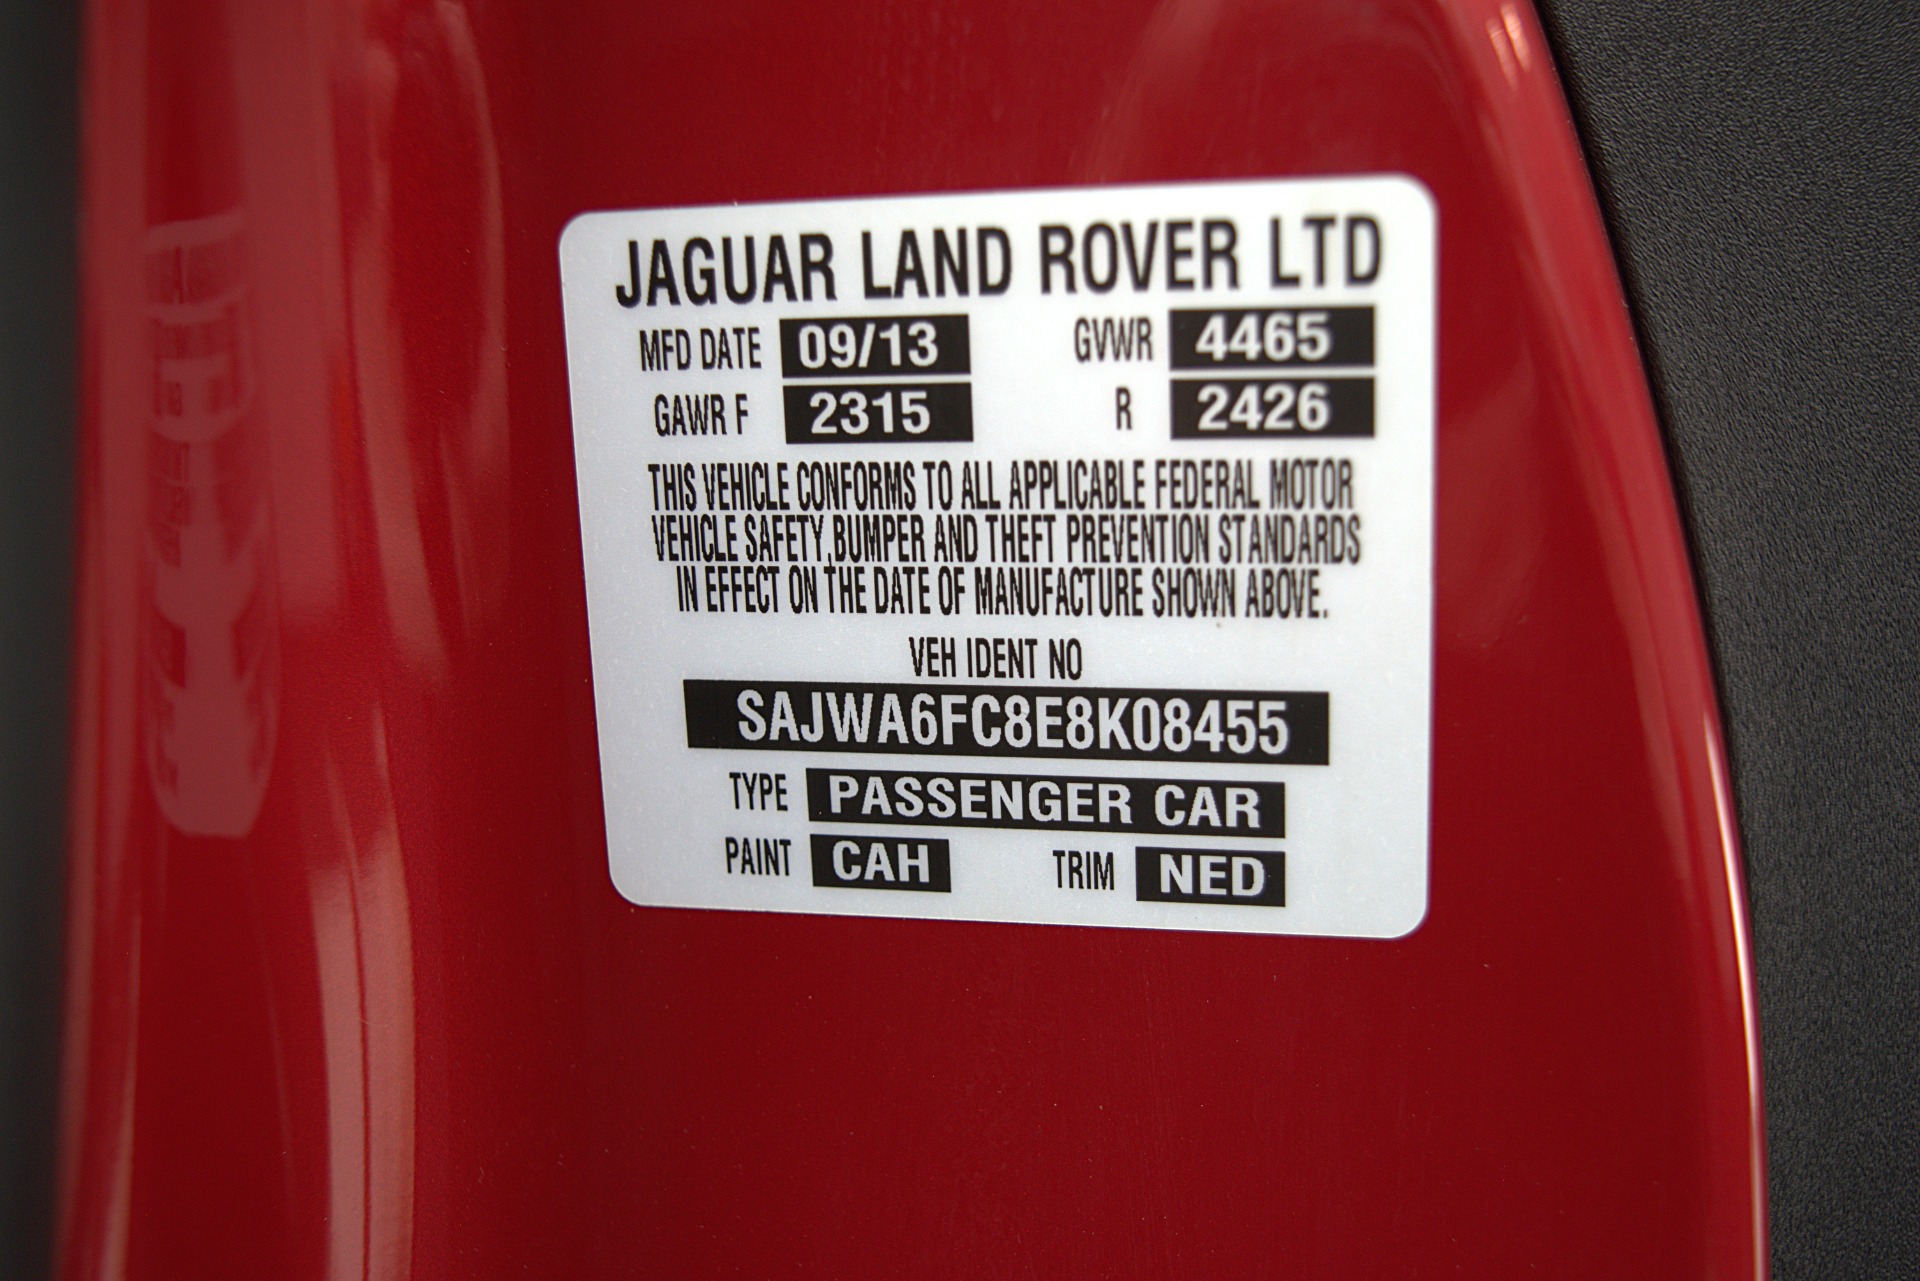 JAGUAR LAND ROVER LTD
MFD DATE 09/13 GVWR 4465
GAWR F 2315 R 2426
THIS VEHICLE CONFORMS TO ALL APPLICABLE FEDERAL MOTOR
VEHICLE SAFETY,BUMPER AND THEFT PREVENTION STANDARDS
IN EFFECT ON THE DATE OF MANUFACTURE SHOWN ABOVE.
VEH IDENT NO
SAJWA6FC8E8K08455
TYPE PASSENGER CAR
PAINT CAH TRIM NED